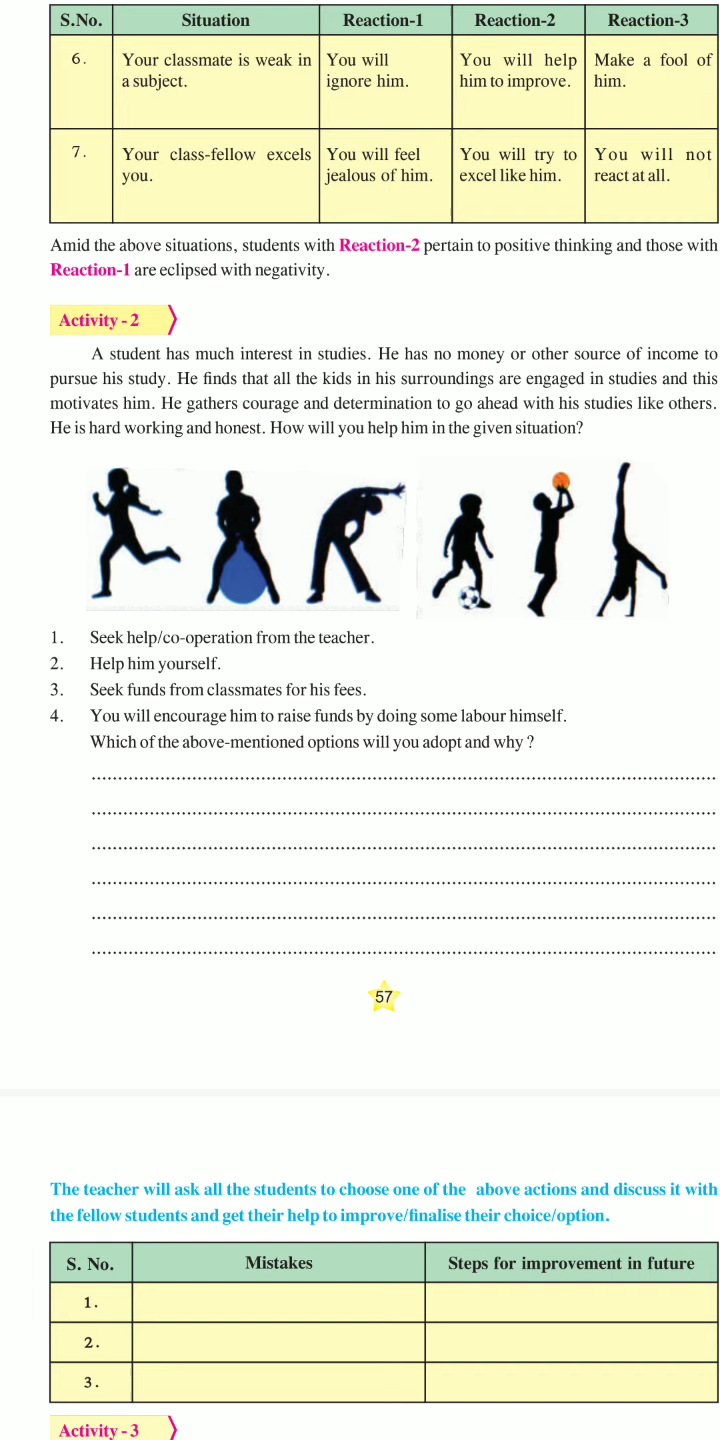 S.No. Situation Reaction-1 Reaction-2 Reaction-3
6. Your classmate is weak in You will You will help Make a fool of
a subject. ignore him. him to improve. him.
7. Your class-fellow excels You will feel You will try to You will not
you. jealous of him. excel like him. react at all.
Amid the above situations, students with Reaction-2 pertain to positive thinking and those with
Reaction-1 are eclipsed with negativity.
Activity - 2
A student has much interest in studies. He has no money or other source of income to
pursue his study. He finds that all the kids in his surroundings are engaged in studies and this
motivates him. He gathers courage and determination to go ahead with his studies like others.
He is hard working and honest. How will you help him in the given situation?
1. Seek help/co-operation from the teacher.
2. Help him yourself.
3. Seek funds from classmates for his fees.
4. You will encourage him to raise funds by doing some labour himself.
Which of the above-mentioned options will you adopt and why ?
57
The teacher will ask all the students to choose one of the above actions and discuss it with
the fellow students and get their help to improve/finalise their choice/option.
S. No. Mistakes Steps for improvement in future
1.
2.
3.
Activity - 3